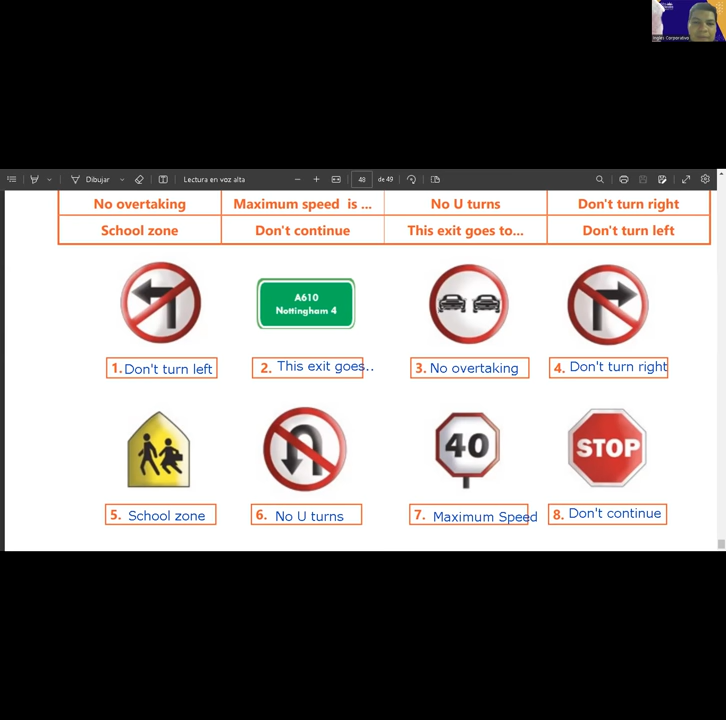 Inglés Corporativo
Dibujar
Lectura en voz alta
48
de 49
No overtaking
Maximum speed is ...
No U turns
Don't turn right
School zone
Don't continue
This exit goes to...
Don't turn left
A610
Nottingham 4
1. Don't turn left
2. This exit goes..
3. No overtaking
4. Don't turn right
40
STOP
5. School zone
6. No U turns
7. Maximum Speed
8. Don't continue